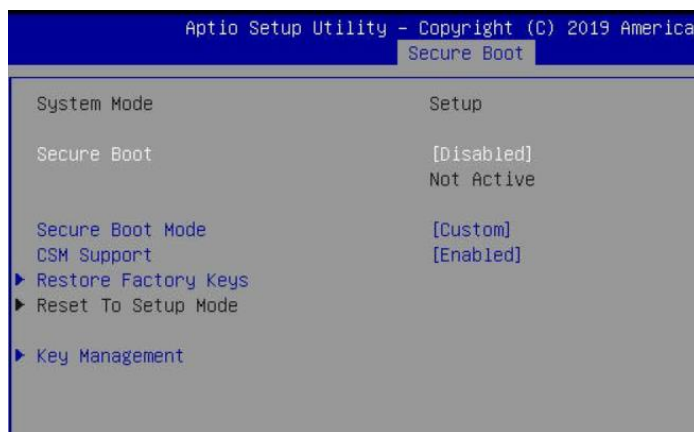 Aptio Setup Utility – Copyright (C) 2019 America
Secure Boot
System Mode Setup
Secure Boot [Disabled]
Not Active
Secure Boot Mode [Custom]
CSM Support [Enabled]
Restore Factory Keys
Reset To Setup Mode
Key Management